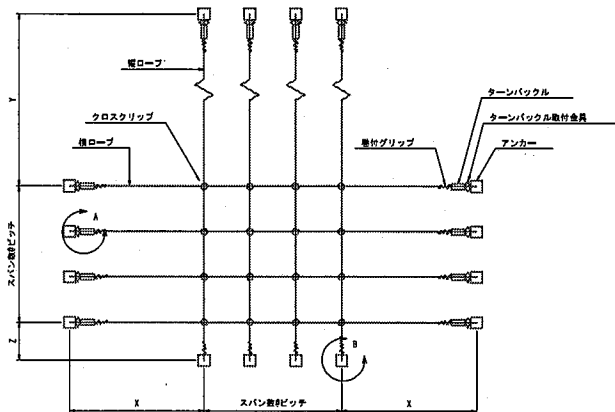 縦ロープ
Y
クロスクリップ
横ロープ
ターンバックル
ターンバックル取付金具
巻付グリップ
アンカー
A
スパン数@ピッチ
Z
B
X
スパン数@ピッチ
X